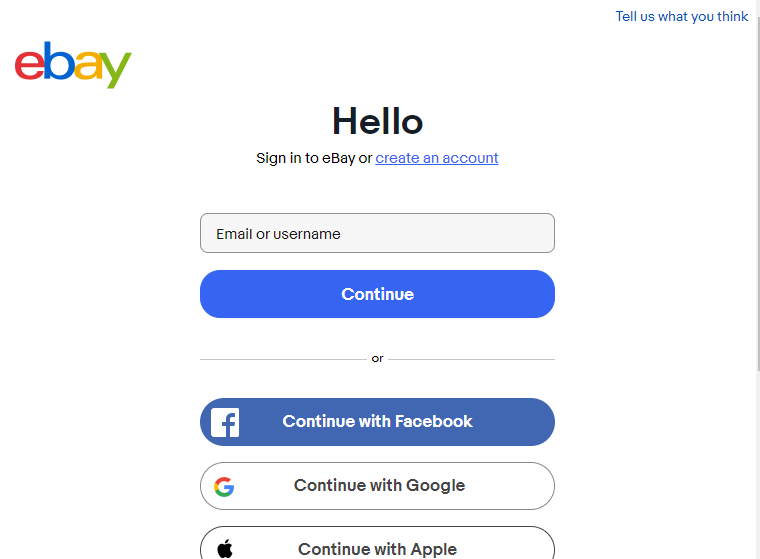 Tell us what you think
ebay
Hello
Sign in to eBay or create an account
Email or username
Continue
or
Continue with Facebook
Continue with Google
Continue with Apple